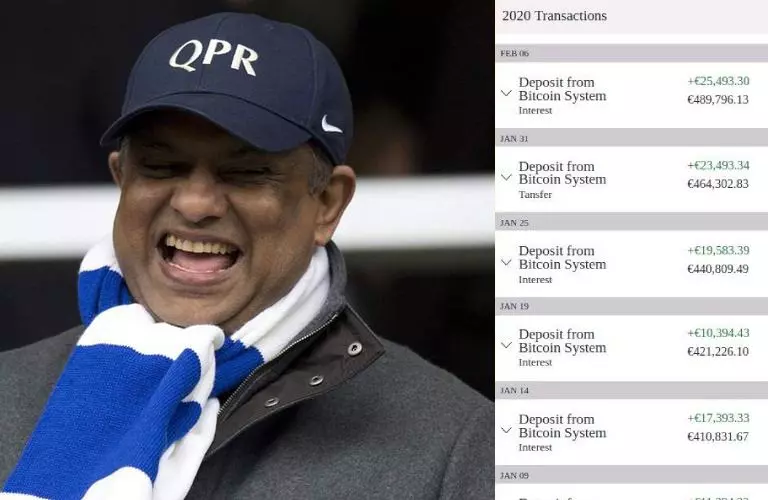 QPR
2020 Transactions
FEB 06
Deposit from
Bitcoin System
Interest
+€25,493.30
€489,796.13
JAN 31
Deposit from
Bitcoin System
Tansfer
+€23,493.34
€464,302.83
JAN 25
Deposit from
Bitcoin System
Interest
+€19,583.39
€440,809.49
JAN 19
Deposit from
Bitcoin System
Interest
+€10,394.43
€421,226.10
JAN 14
Deposit from
Bitcoin System
Interest
+€17,393.33
€410,831.67
JAN 09